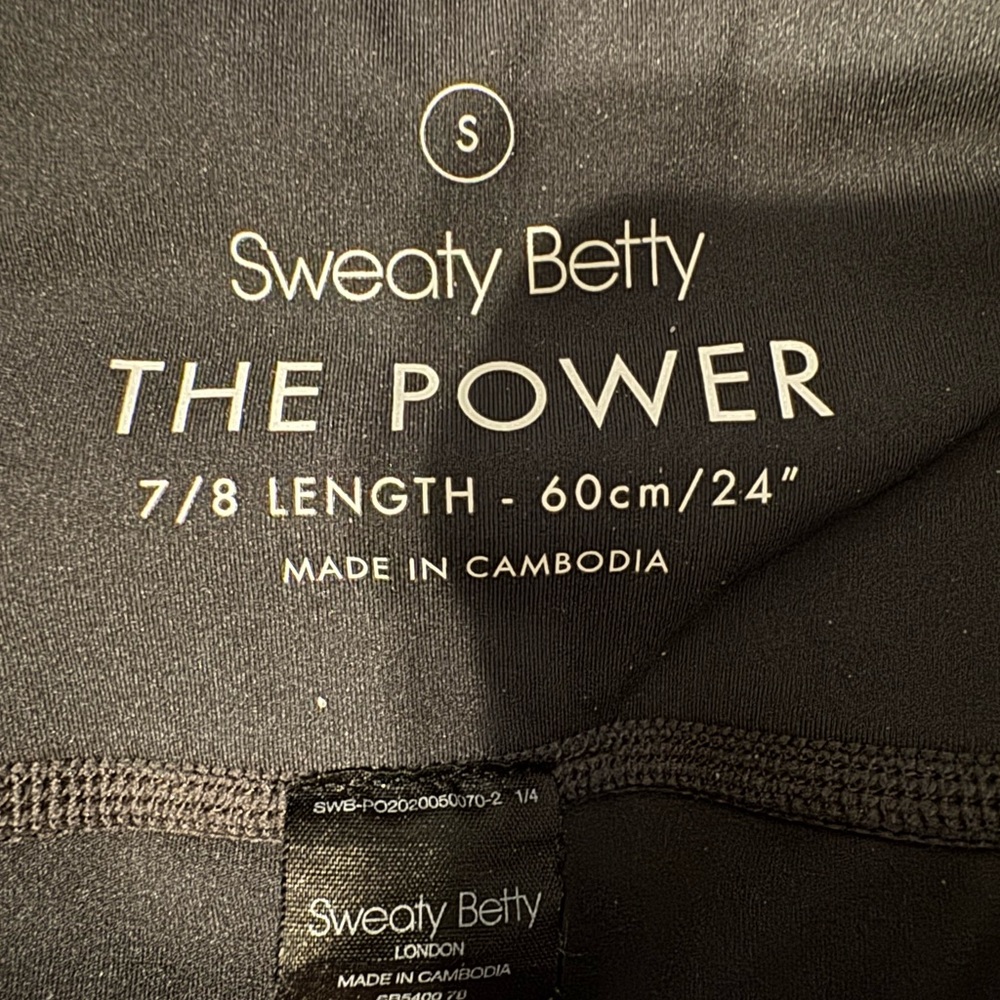 S
Sweaty Betty
THE POWER
7/8 LENGTH - 60cm/24"
MADE IN CAMBODIA
SWB-PO2020050070-2 1/4
Sweaty Betty
LONDON
MADE IN CAMBODIA